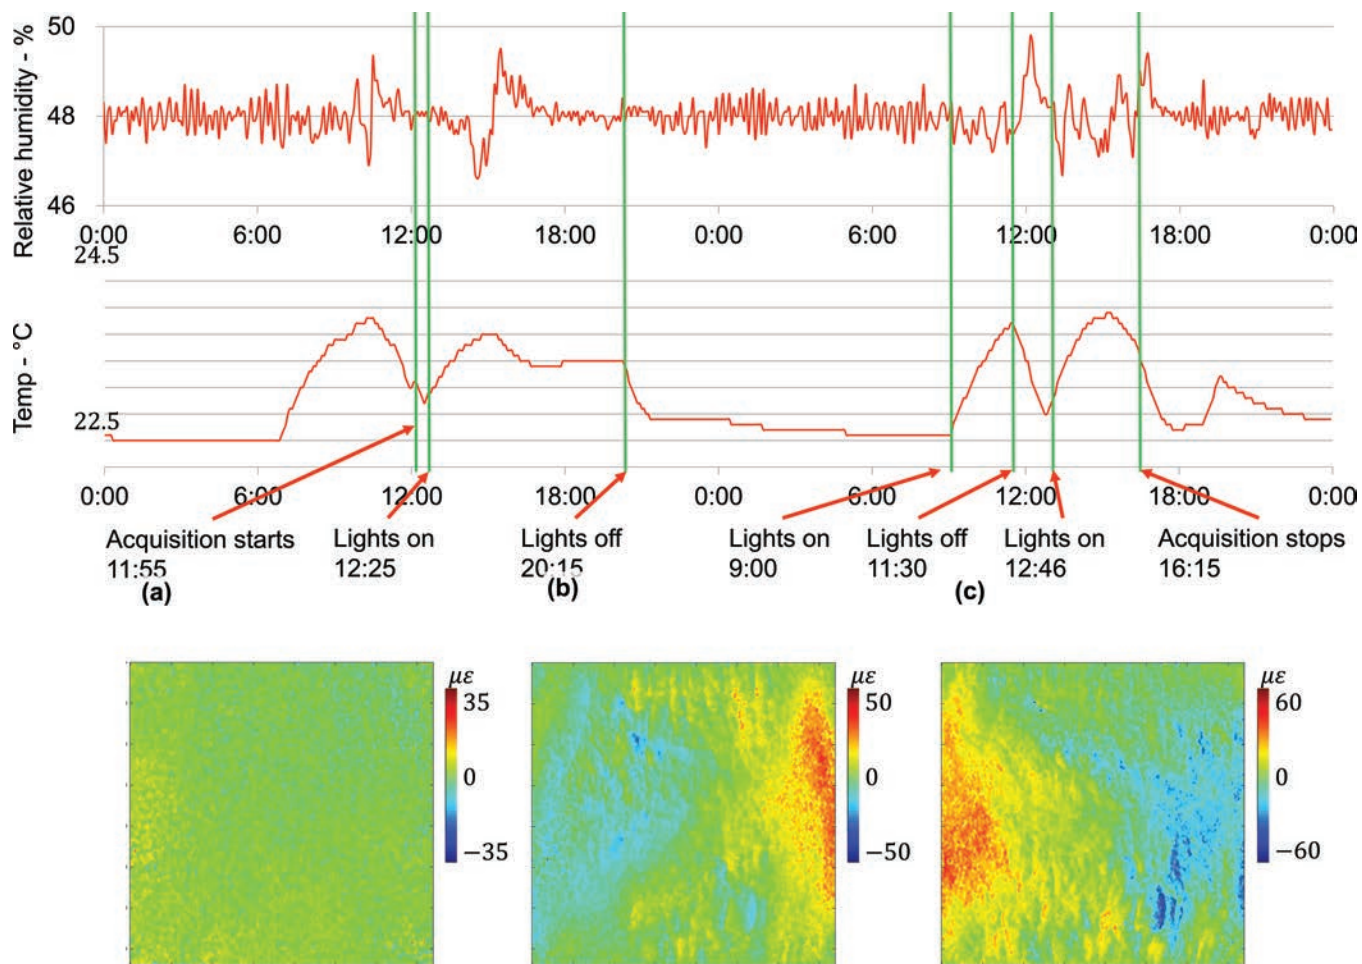 Relative humidity - %
50
48
46
0:00 6:00 12:00 18:00 0:00 6:00 12:00 18:00 0:00
Temp - °C
24.5
22.5
0:00 6:00 12:00 18:00 0:00 6:00 12:00 18:00 0:00
Acquisition starts Lights on Lights off Lights on Lights off Lights on Acquisition stops
11:55 12:25 20:15 9:00 11:30 12:46 16:15
(a) (b) (c)
με με με
35 50 60
0 0 0
−35 −50 −60